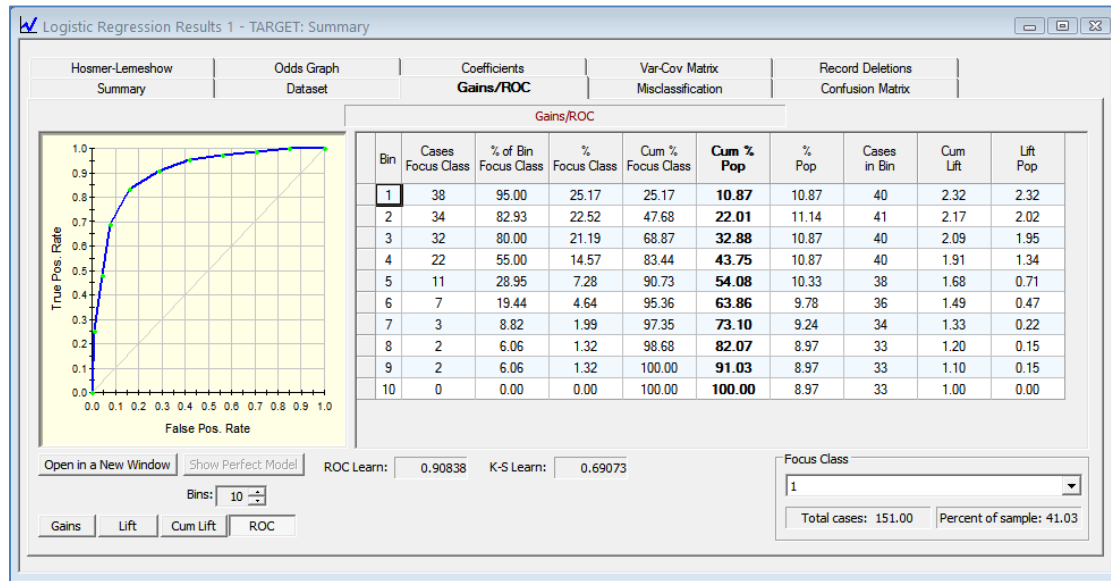 Logistic Regression Results 1 - TARGET: Summary
Hosmer-Lemeshow Odds Graph Coefficients Var-Cov Matrix Record Deletions
Summary Dataset Gains/ROC Misclassification Confusion Matrix
Gains/ROC
Bin Cases Focus Class % of Bin Focus Class % Focus Class Cum % Focus Class Cum % Pop % Pop Cases in Bin Cum Lift Lift Pop
1 38 95.00 25.17 25.17 10.87 10.87 40 2.32 2.32
2 34 82.93 22.52 47.68 22.01 11.14 41 2.17 2.02
3 32 80.00 21.19 68.87 32.88 10.87 40 2.09 1.95
4 22 55.00 14.57 83.44 43.75 10.87 40 1.91 1.34
5 11 28.95 7.28 90.73 54.08 10.33 38 1.68 0.71
6 7 19.44 4.64 95.36 63.86 9.78 36 1.49 0.47
7 3 8.82 1.99 97.35 73.10 9.24 34 1.33 0.22
8 2 6.06 1.32 98.68 82.07 8.97 33 1.20 0.15
9 2 6.06 1.32 100.00 91.03 8.97 33 1.10 0.15
10 0 0.00 0.00 100.00 100.00 8.97 33 1.00 0.00
True Pos. Rate
1.0
0.9
0.8
0.7
0.6
0.5
0.4
0.3
0.2
0.1
0.0
0.0 0.1 0.2 0.3 0.4 0.5 0.6 0.7 0.8 0.9 1.0
False Pos. Rate
Open in a New Window Show Perfect Model ROC Learn: 0.90838 K-S Learn: 0.69073
Bins: 10
Gains Lift Cum Lift ROC
Focus Class
1
Total cases: 151.00 Percent of sample: 41.03